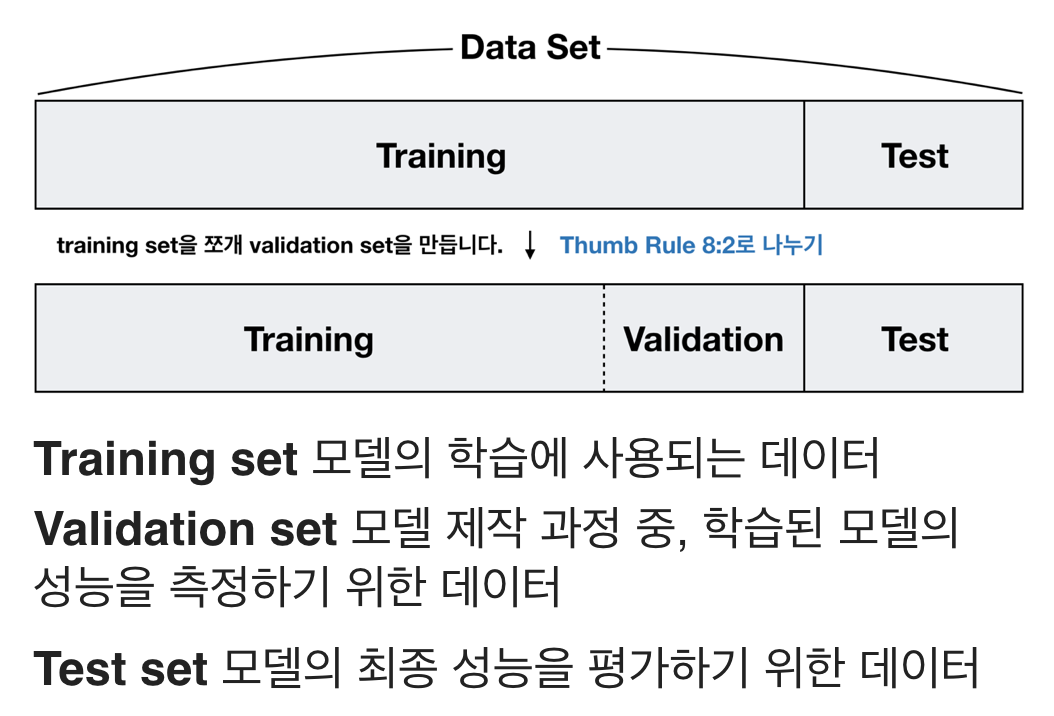 Data Set
Training
Test
training set을 쪼개 validation set을 만듭니다.
Thumb Rule 8:2로 나누기
Training
Validation
Test
Training set 모델의 학습에 사용되는 데이터
Validation set 모델 제작 과정 중, 학습된 모델의
성능을 측정하기 위한 데이터
Test set 모델의 최종 성능을 평가하기 위한 데이터